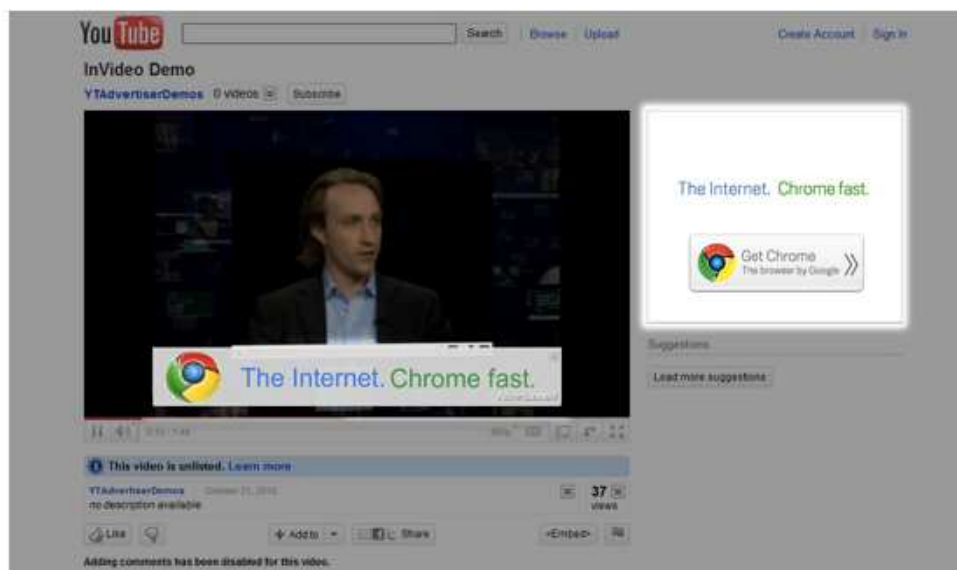 YouTube Search Browse Upload Create Account Sign In
InVideo Demo
YTAdvertiserDemos 0 videos Subscribe
The Internet. Chrome fast.
Get Chrome
The browser by Google
The Internet. Chrome fast.
Suggestions
Load more suggestions
This video is unlisted. Learn more
YTAdvertiserDemos October 21, 2010
no description available
37
views
Like Add to Share <Embed>
Adding comments has been disabled for this video.